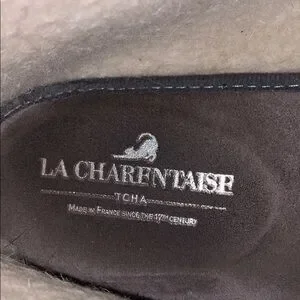 LA CHARENTAISE
TCHA
MADE IN FRANCE SINCE THE 17TH CENTURY